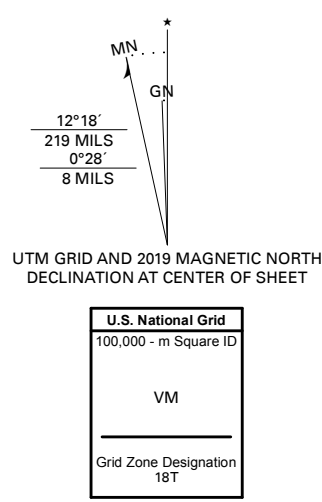 ★
MN
GN
12°18´
219 MILS
0°28´
8 MILS
UTM GRID AND 2019 MAGNETIC NORTH
DECLINATION AT CENTER OF SHEET
U.S. National Grid
100,000 - m Square ID
VM
Grid Zone Designation
18T